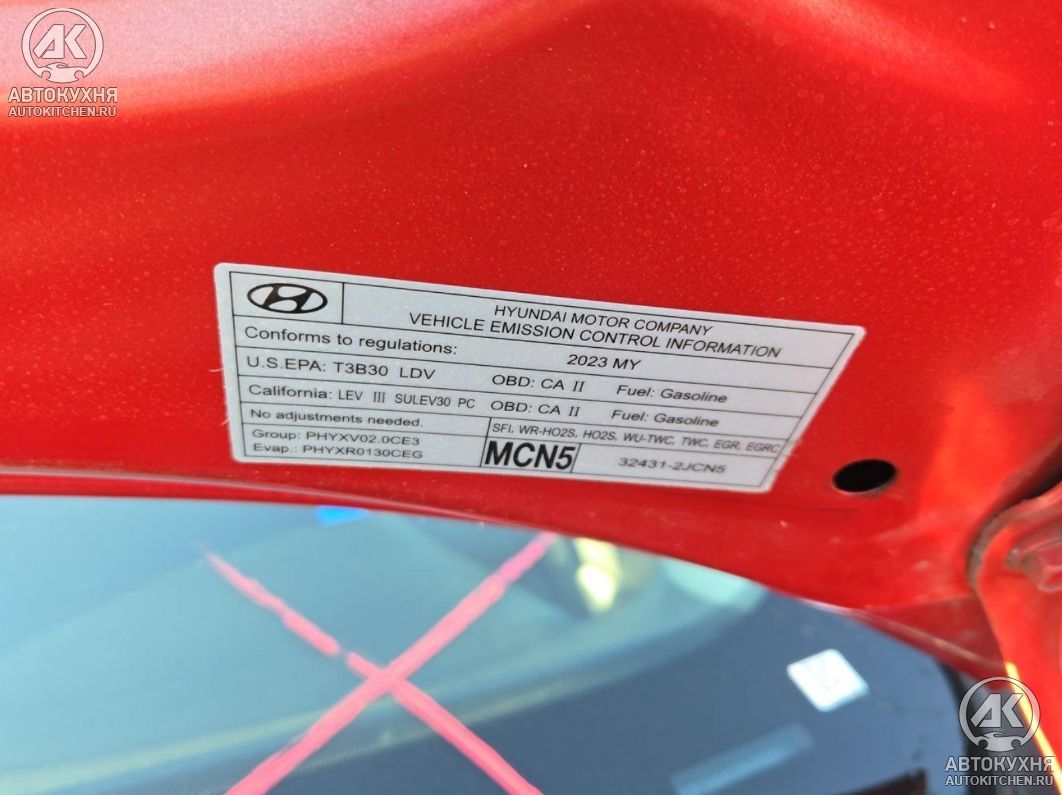 АК
АВТОКУХНЯ
AUTOKITCHEN.RU
HYUNDAI MOTOR COMPANY
VEHICLE EMISSION CONTROL INFORMATION
Conforms to regulations: 2023 MY
U.S.EPA: T3B30 LDV OBD: CA II Fuel: Gasoline
California: LEV III SULEV30 PC OBD: CA II Fuel: Gasoline
No adjustments needed. SFI, WR-HO2S, HO2S, WU-TWC, TWC, EGR, EGRC
Group: PHYXV02.0CE3
Evap.: PHYXR0130CEG
MCN5 32431-2JCN5
АК
АВТОКУХНЯ
AUTOKITCHEN.RU